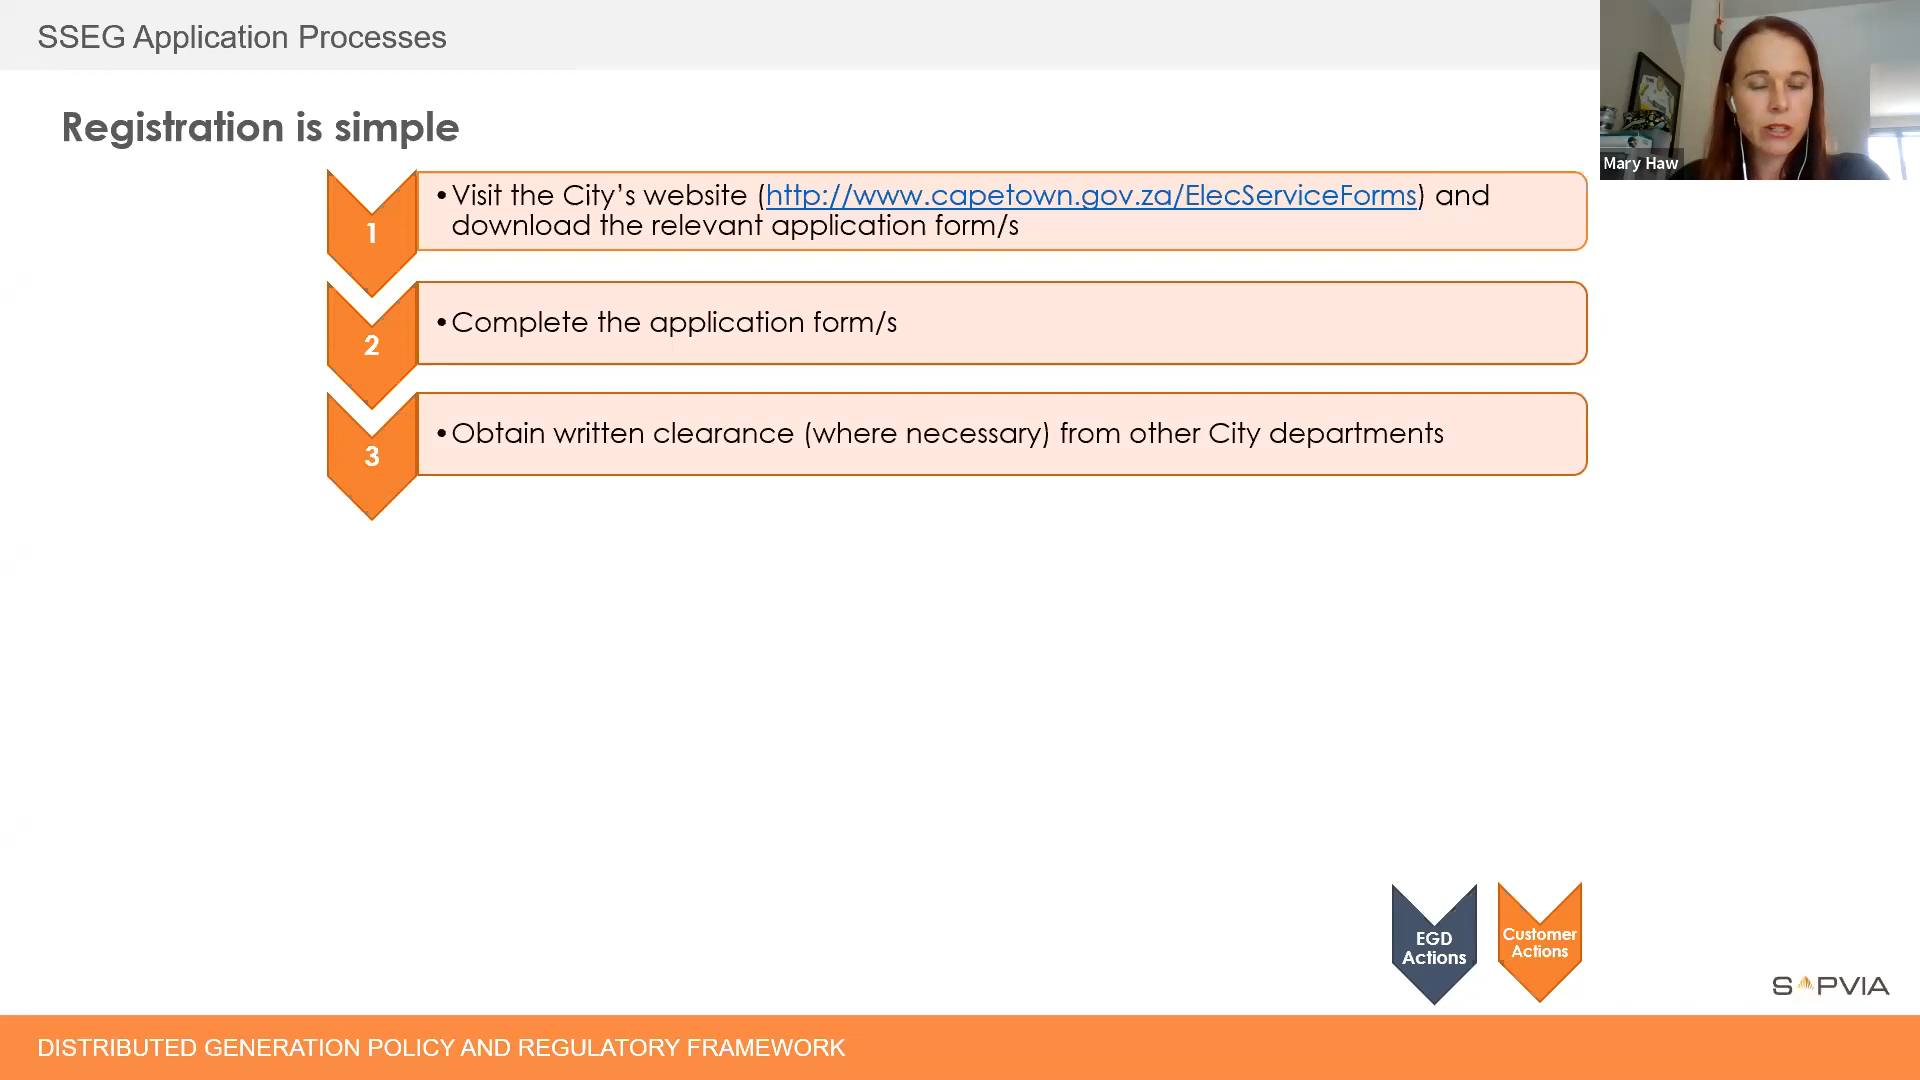 SSEG Application Processes
Mary Haw
Registration is simple
1
•Visit the City’s website (http://www.capetown.gov.za/ElecServiceForms) and
download the relevant application form/s
2
•Complete the application form/s
3
•Obtain written clearance (where necessary) from other City departments
EGD
Actions
Customer
Actions
SAPVIA
DISTRIBUTED GENERATION POLICY AND REGULATORY FRAMEWORK